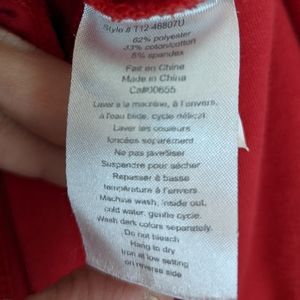 Style # T12-46807U
62% polyester
33% coton/cotton
5% spandex
Fait en Chine
Made in China
Ca#00655
Laver à la machine, à l'envers,
à l'eau froide, cycle délicat.
Laver les couleurs
foncées séparément
Ne pas javelliser
Suspendre pour sécher
Repasser à basse
température à l'envers.
Machine wash, inside out,
cold water, gentle cycle.
Wash dark colors separately.
Do not bleach
Hang to dry
Iron at low setting
on reverse side